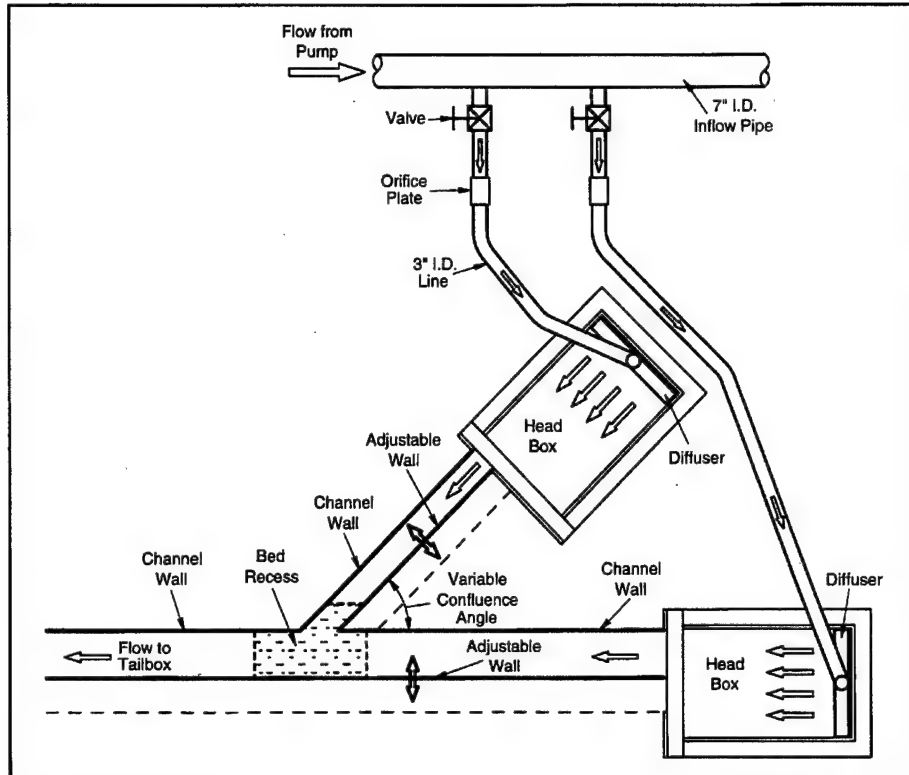 Flow from
Pump
7" I.D.
Inflow Pipe
Valve
Orifice
Plate
3" I.D.
Line
Head
Box
Diffuser
Adjustable
Wall
Channel
Wall
Channel
Wall
Bed
Recess
Variable
Confluence
Angle
Channel
Wall
Diffuser
Flow to
Tailbox
Adjustable
Wall
Head
Box